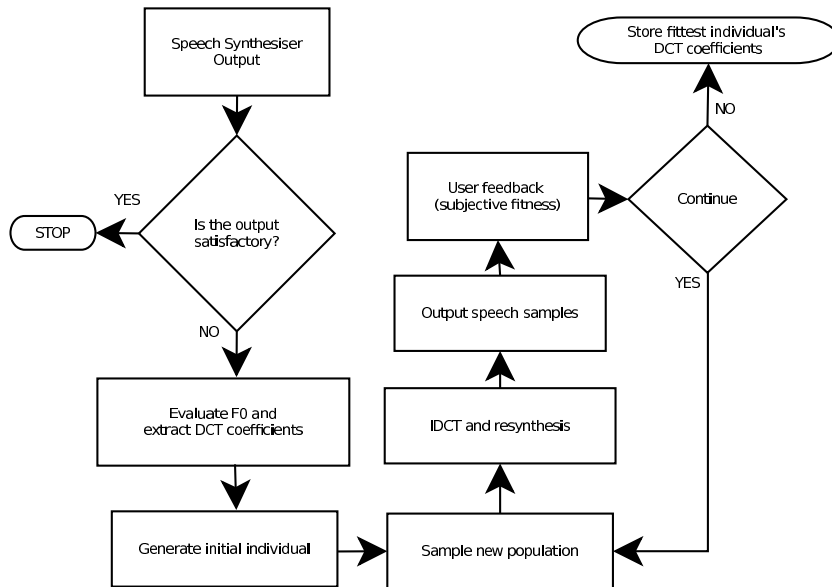 Speech Synthesiser
Output
YES
Is the output
satisfactory?
STOP
NO
Evaluate F0 and
extract DCT coefficients
Generate initial individual
Sample new population
IDCT and resynthesis
Output speech samples
User feedback
(subjective fitness)
Continue
YES
NO
Store fittest individual's
DCT coefficients